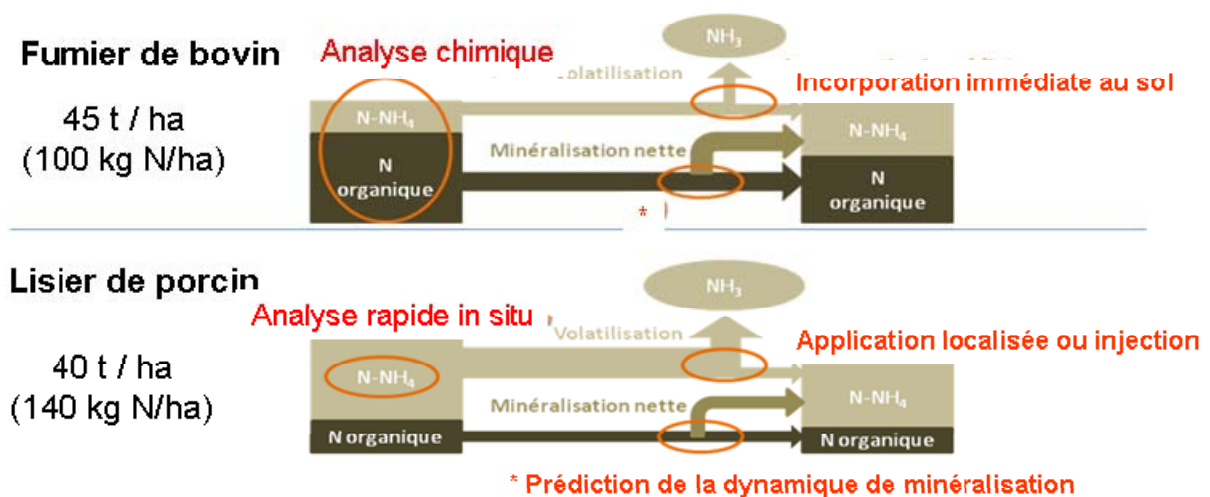 Fumier de bovin
45 t / ha
(100 kg N/ha)
Analyse chimique
N-NH₄
N
organique
NH₃
olatilisation
Incorporation immédiate au sol
Minéralisation nette
*
N-NH₄
N
organique
Lisier de porcin
40 t / ha
(140 kg N/ha)
Analyse rapide in situ
N-NH₄
N organique
NH₃
Volatilisation
Application localisée ou injection
Minéralisation nette
N-NH₄
N organique
* Prédiction de la dynamique de minéralisation